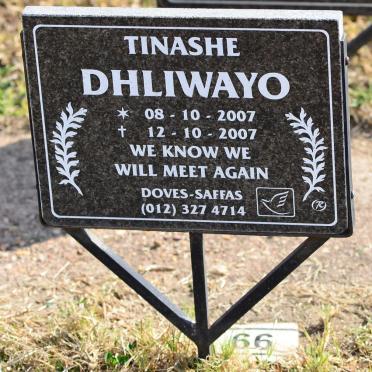 TINASHE
DHLIWAYO
* 08 - 10 - 2007
† 12 - 10 - 2007
WE KNOW WE
WILL MEET AGAIN
DOVES-SAFFAS
(012) 327 4714
66